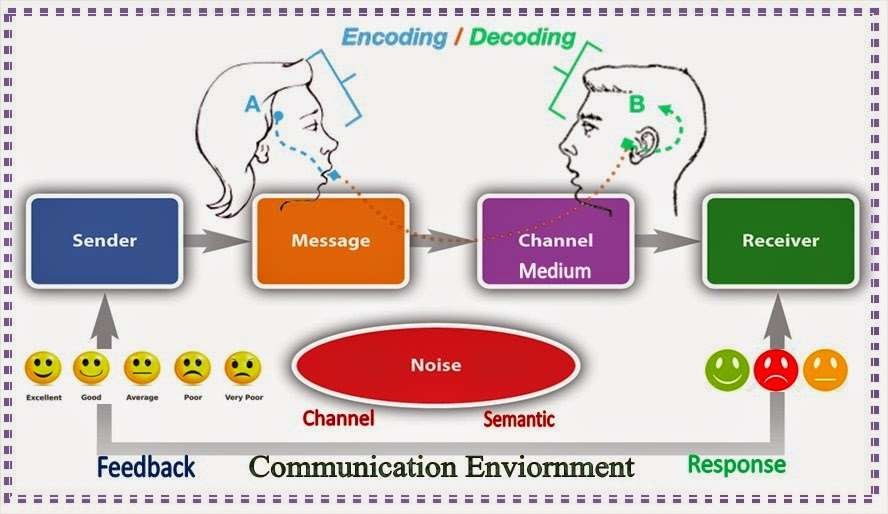 Encoding / Decoding
A
B
Sender
Message
Channel
Medium
Receiver
Noise
Excellent
Good
Average
Poor
Very Poor
Channel
Semantic
Feedback
Communication Enviornment
Response